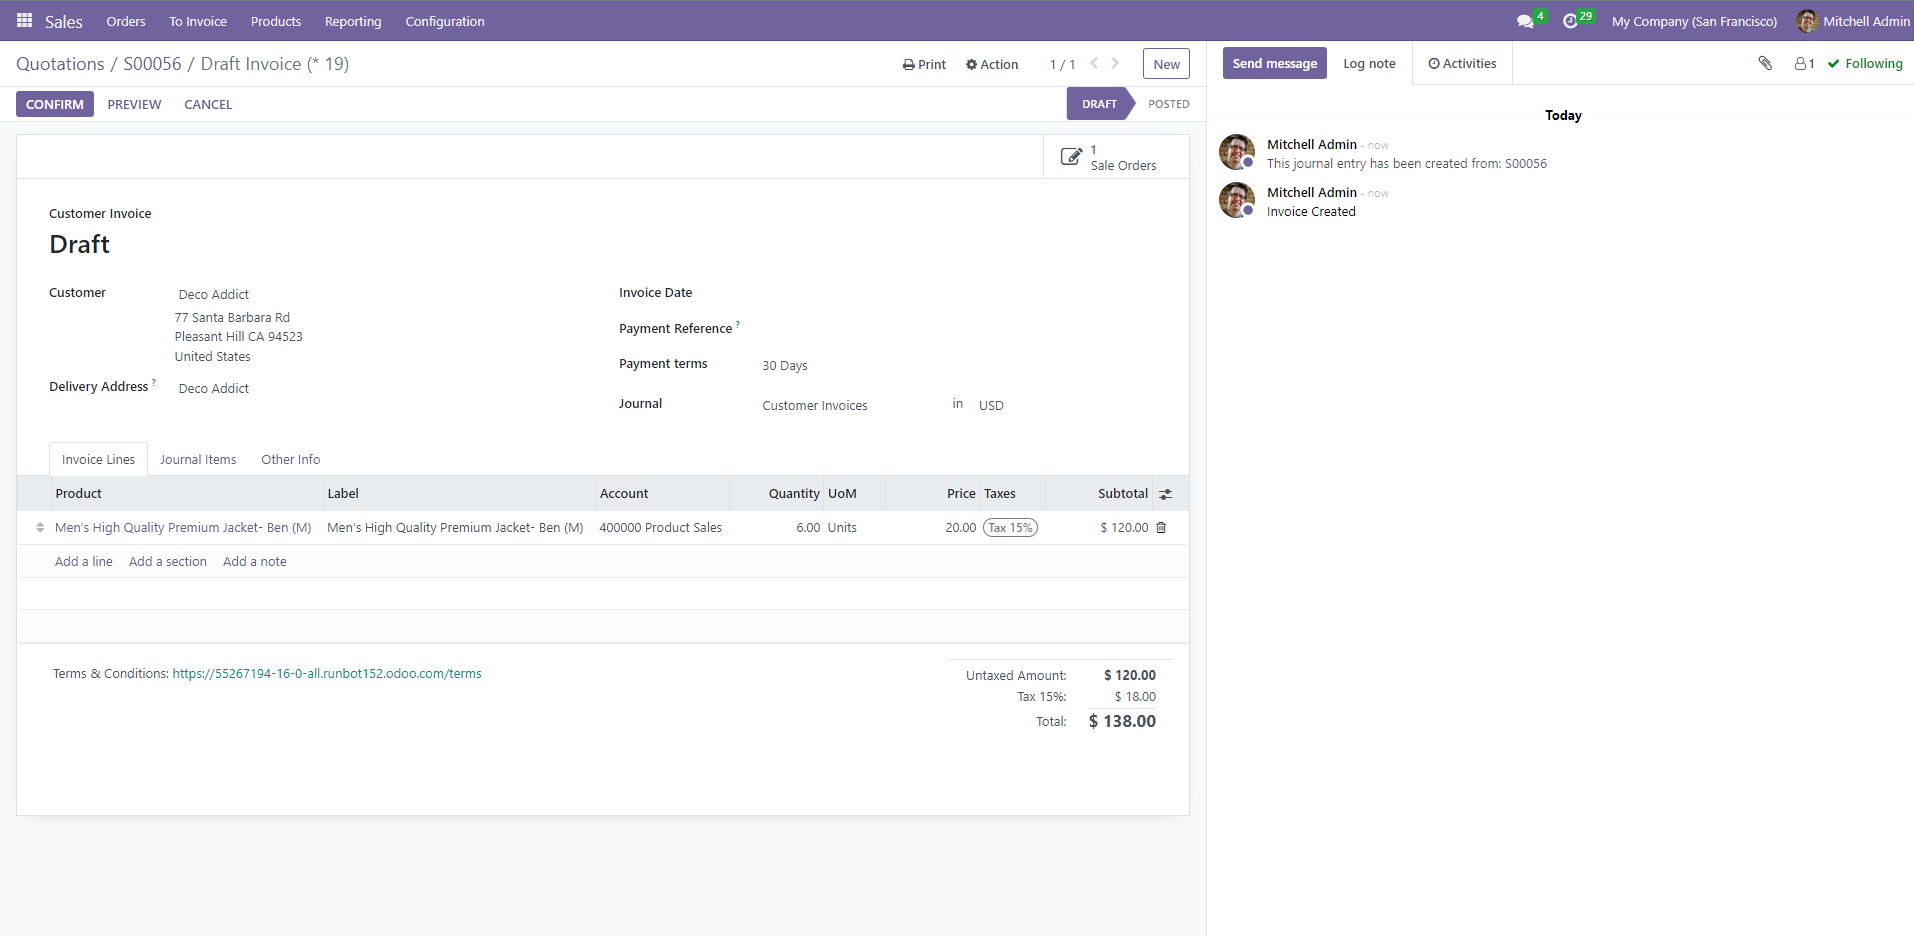 Sales Orders To Invoice Products Reporting Configuration 4 29 My Company (San Francisco) Mitchell Admin
Quotations / S00056 / Draft Invoice (* 19) Print Action 1 / 1 New
CONFIRM PREVIEW CANCEL DRAFT POSTED
1
Sale Orders
Customer Invoice
Draft
Customer Deco Addict
77 Santa Barbara Rd
Pleasant Hill CA 94523
United States
Delivery Address ? Deco Addict
Invoice Date
Payment Reference ?
Payment terms 30 Days
Journal Customer Invoices in USD
Invoice Lines Journal Items Other Info
Product Label Account Quantity UoM Price Taxes Subtotal
Men's High Quality Premium Jacket- Ben (M) Men's High Quality Premium Jacket- Ben (M) 400000 Product Sales 6.00 Units 20.00 Tax 15% $ 120.00
Add a line Add a section Add a note
Terms & Conditions: https://55267194-16-0-all.runbot152.odoo.com/terms
Untaxed Amount: $ 120.00
Tax 15%: $ 18.00
Total: $ 138.00
Send message Log note Activities 1 Following
Today
Mitchell Admin - now
This journal entry has been created from: S00056
Mitchell Admin - now
Invoice Created